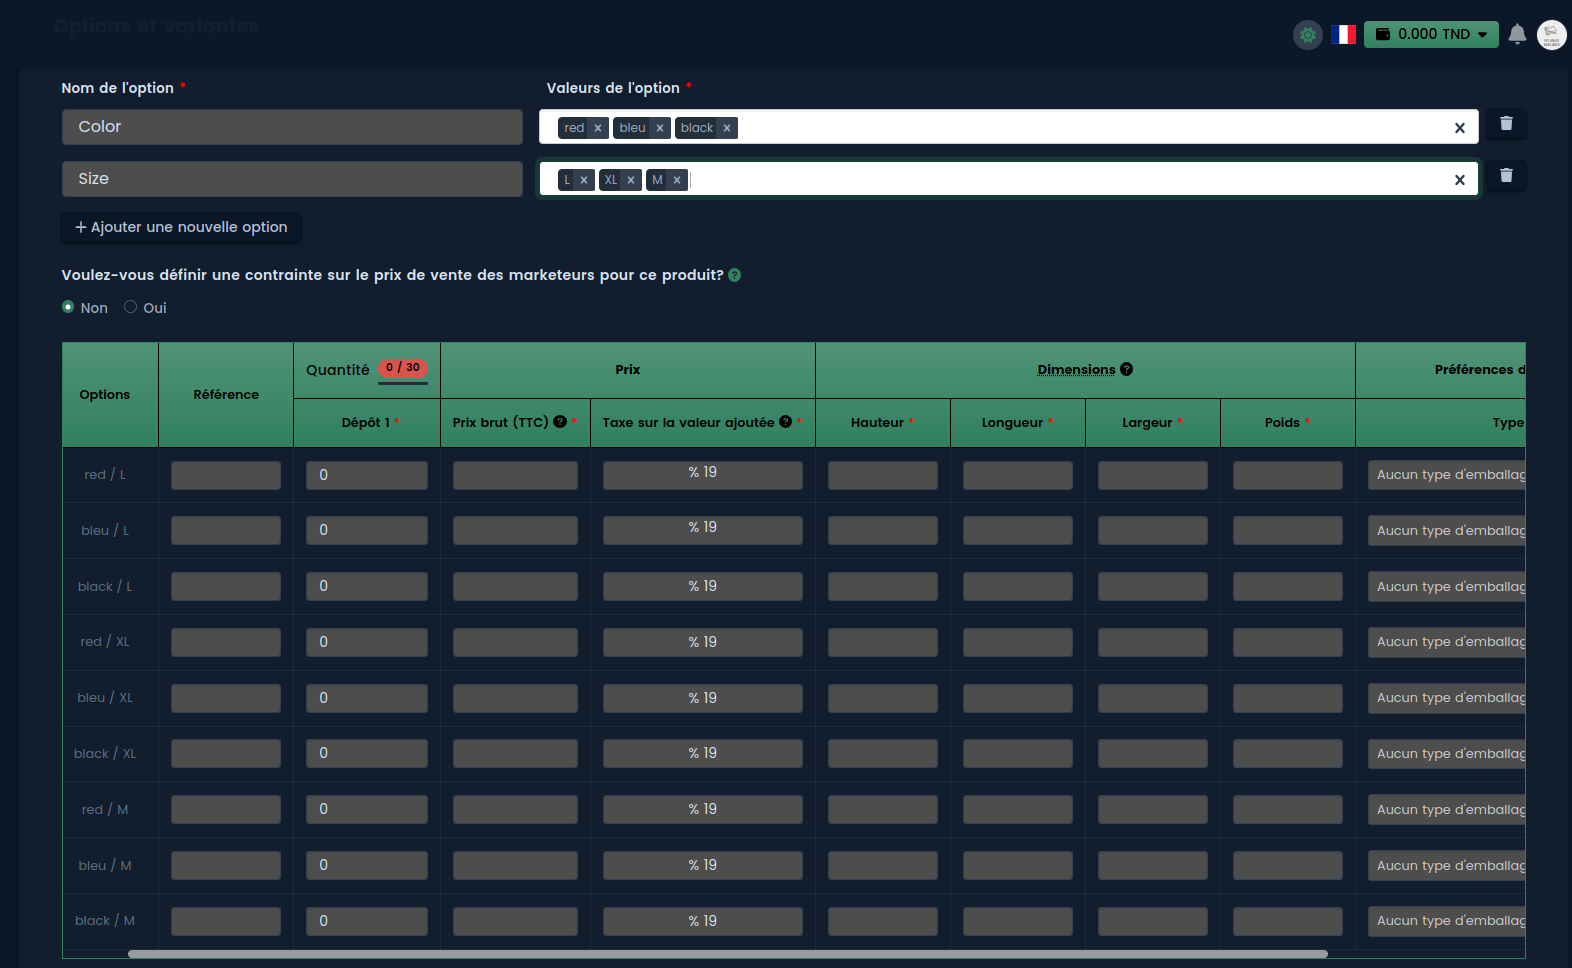 Options et variantes
0.000 TND
Nom de l'option * Valeurs de l'option *
Color red × bleu × black × ×
Size L × XL × M × ×
+ Ajouter une nouvelle option
Voulez-vous définir une contrainte sur le prix de vente des marketeurs pour ce produit? ?
Non Oui
Options Référence Quantité 0 / 30 Prix Dimensions ? Préférences d
Dépôt 1 * Prix brut (TTC) ? * Taxe sur la valeur ajoutée ? * Hauteur * Longueur * Largeur * Poids * Type
red / L 0 % 19 Aucun type d'emballag
bleu / L 0 % 19 Aucun type d'emballag
black / L 0 % 19 Aucun type d'emballag
red / XL 0 % 19 Aucun type d'emballag
bleu / XL 0 % 19 Aucun type d'emballag
black / XL 0 % 19 Aucun type d'emballag
red / M 0 % 19 Aucun type d'emballag
bleu / M 0 % 19 Aucun type d'emballag
black / M 0 % 19 Aucun type d'emballag